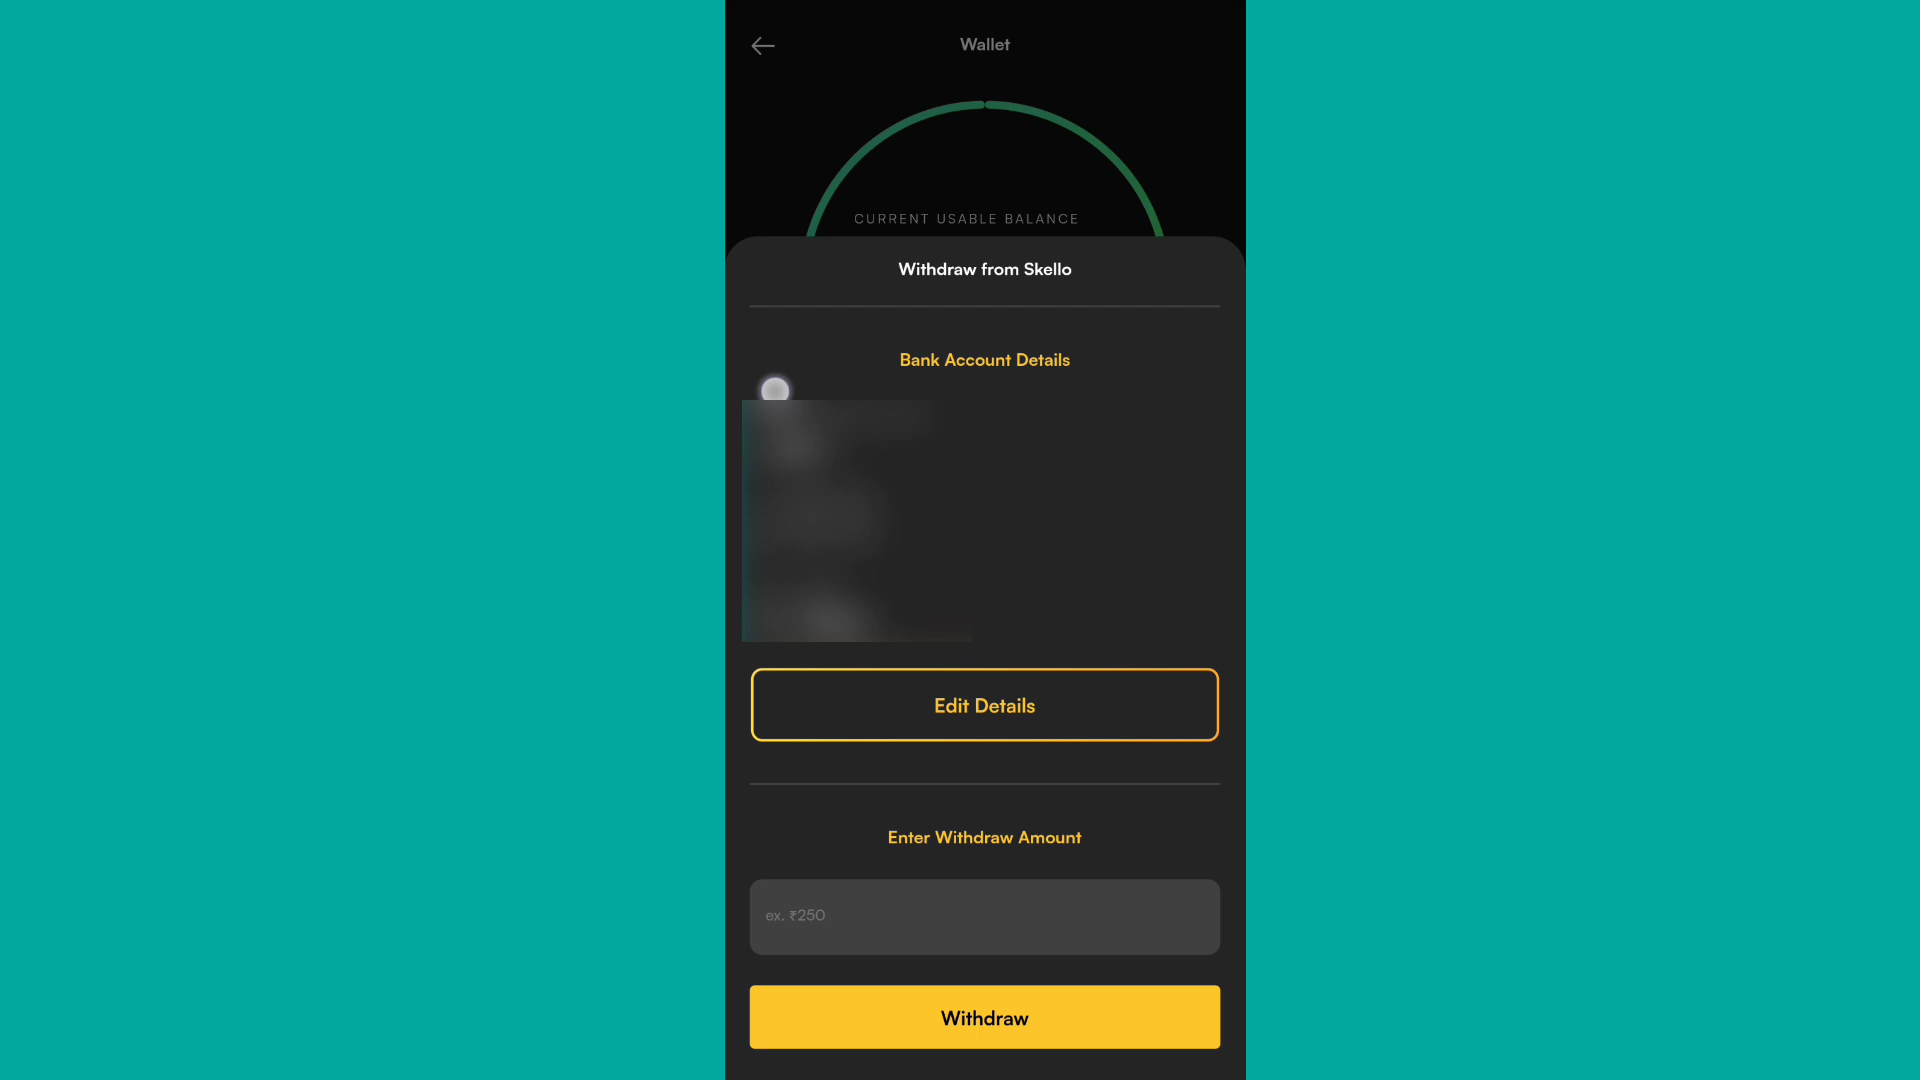 Wallet
CURRENT USABLE BALANCE
Withdraw from Skello
Bank Account Details
Edit Details
Enter Withdraw Amount
ex. ₹250
Withdraw